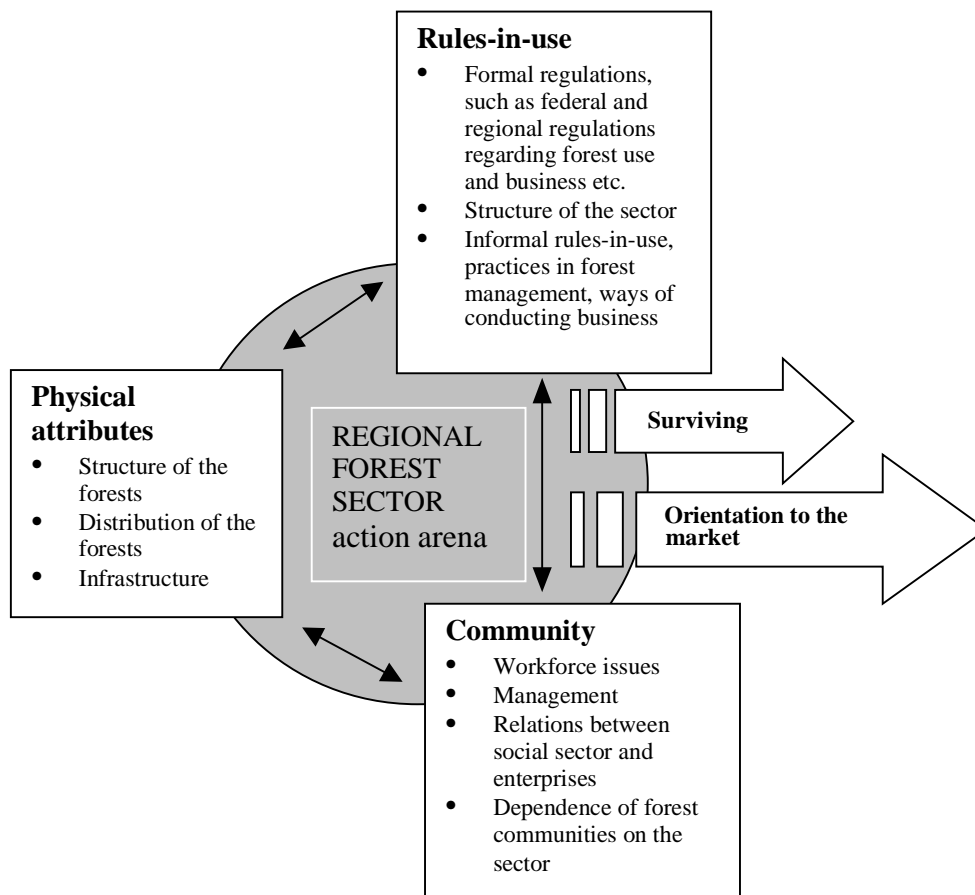 Rules-in-use
• Formal regulations,
such as federal and
regional regulations
regarding forest use
and business etc.
• Structure of the sector
• Informal rules-in-use,
practices in forest
management, ways of
conducting business
Physical
attributes
• Structure of the
forests
• Distribution of the
forests
• Infrastructure
REGIONAL
FOREST
SECTOR
action arena
Surviving
Orientation to the
market
Community
• Workforce issues
• Management
• Relations between
social sector and
enterprises
• Dependence of forest
communities on the
sector